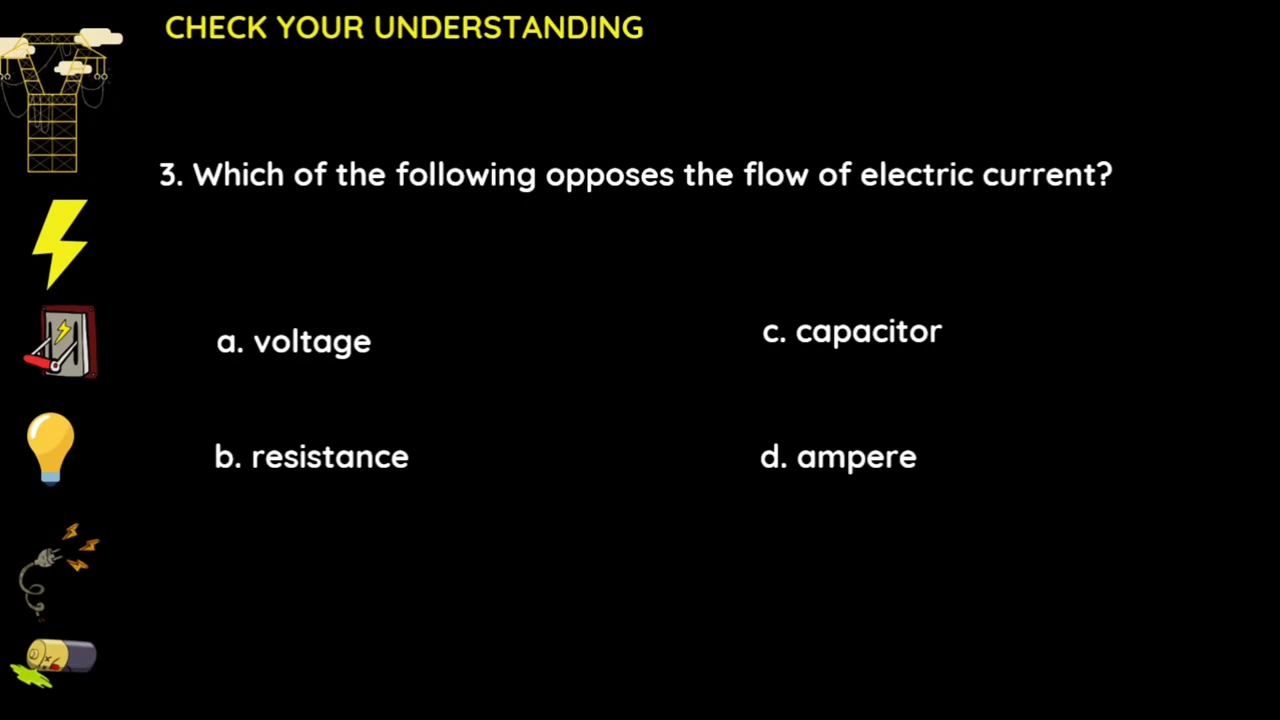 CHECK YOUR UNDERSTANDING
3. Which of the following opposes the flow of electric current?
a. voltage
b. resistance
c. capacitor
d. ampere